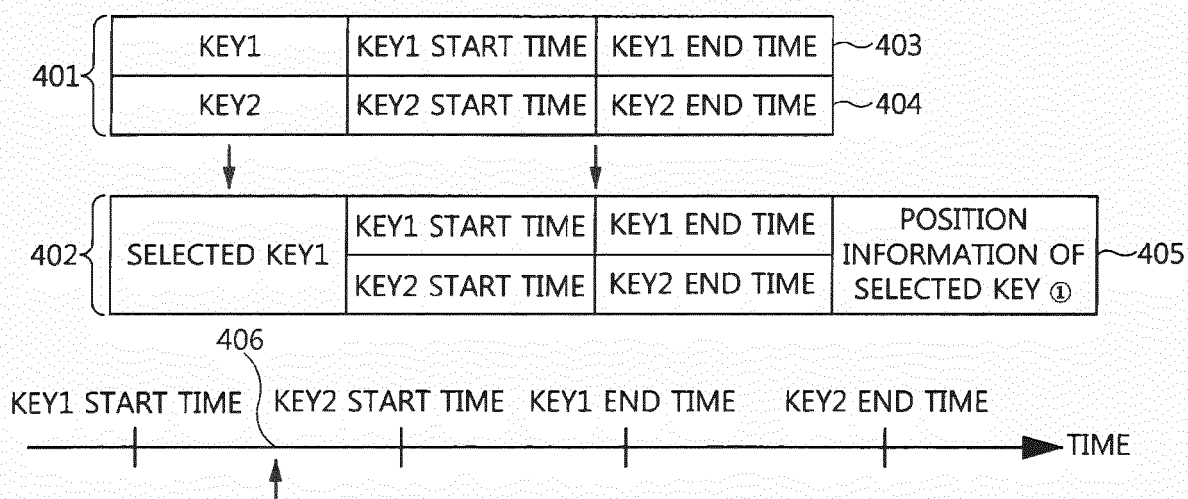 KEY1 KEY1 START TIME KEY1 END TIME 403
401
KEY2 KEY2 START TIME KEY2 END TIME 404
KEY1 START TIME KEY1 END TIME POSITION
402 SELECTED KEY1 INFORMATION OF 405
KEY2 START TIME KEY2 END TIME SELECTED KEY ①
406
KEY1 START TIME KEY2 START TIME KEY1 END TIME KEY2 END TIME
TIME